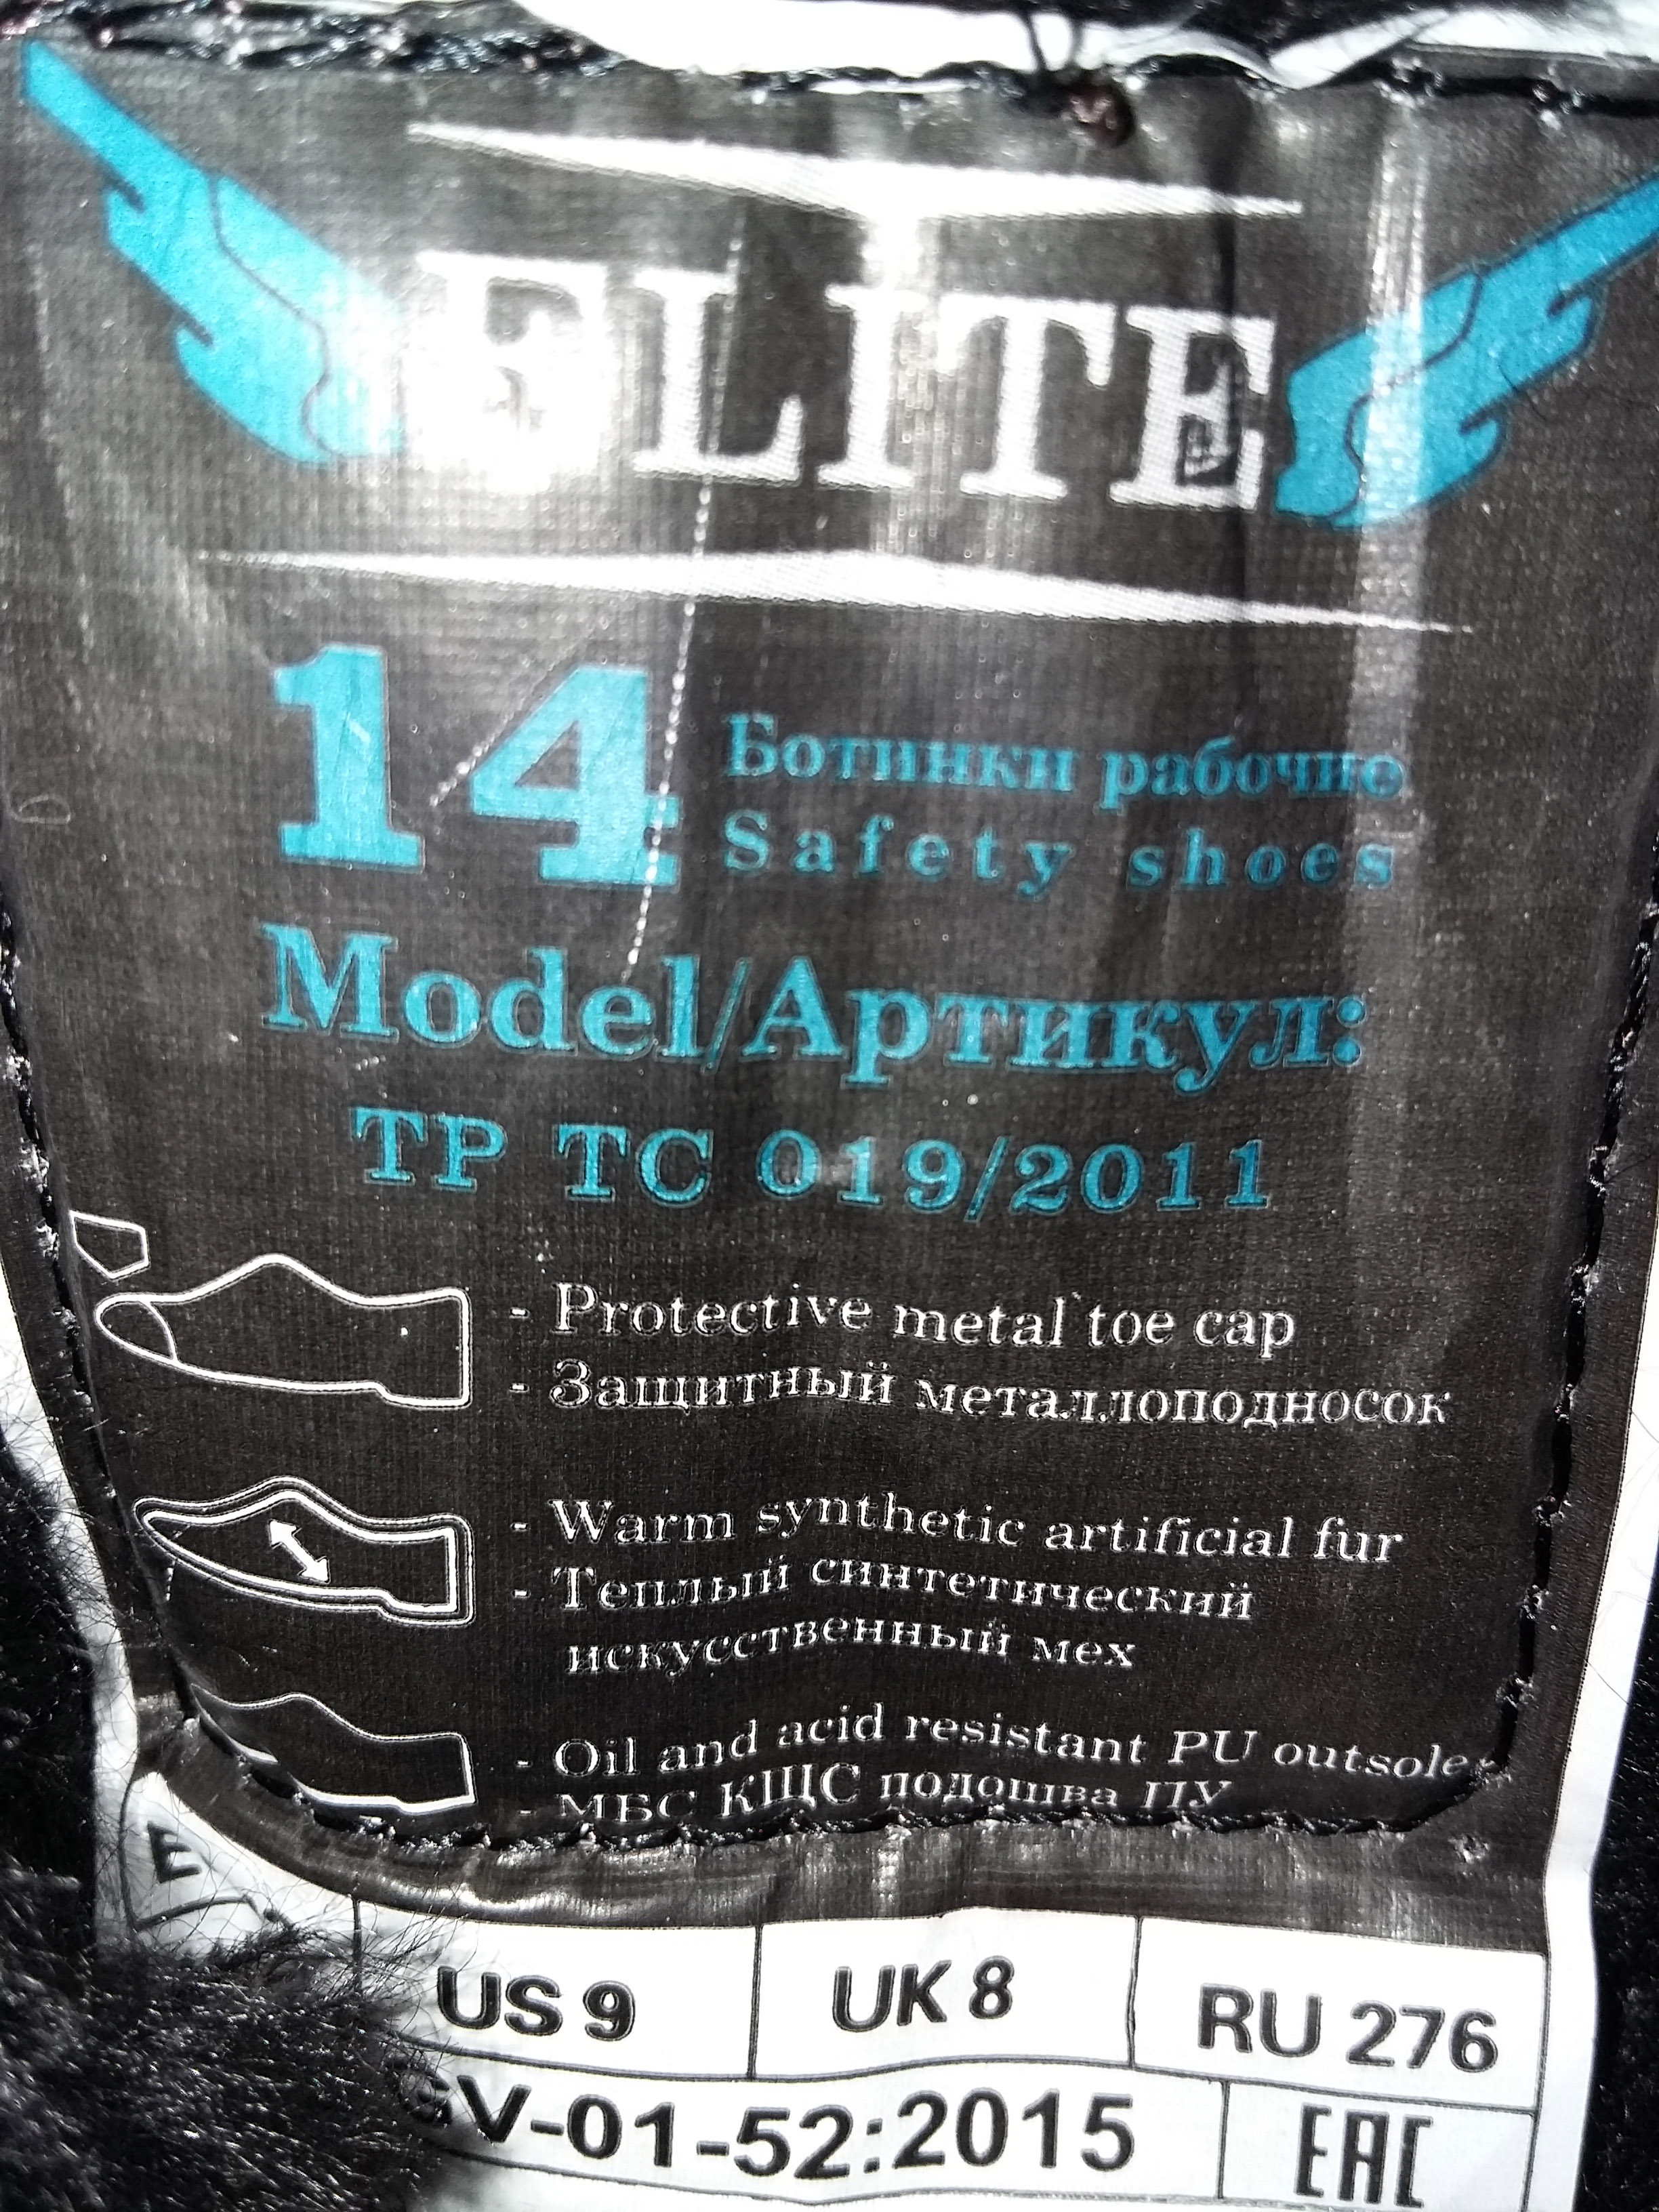 ELITE
14
Ботинки рабочие
Safety shoes
Model/Артикул:
ТР ТС 019/2011
- Protective metal toe cap
- Защитный металлоподносок
- Warm synthetic artificial fur
- Теплый синтетический
искусственный мех
- Oil and acid resistant PU outsole
- МБС КЩС подошва ПУ
E
US 9
UK 8
RU 276
V-01-52:2015
EAC